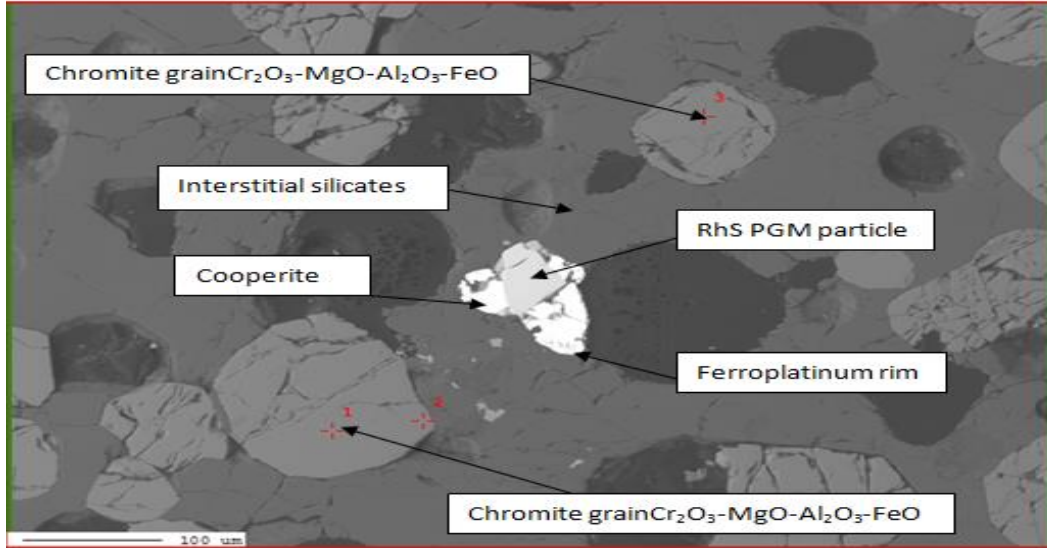 Chromite grainCr₂O₃-MgO-Al₂O₃-FeO
3
Interstitial silicates
RhS PGM particle
Cooperite
Ferroplatinum rim
1
2
Chromite grainCr₂O₃-MgO-Al₂O₃-FeO
100 um